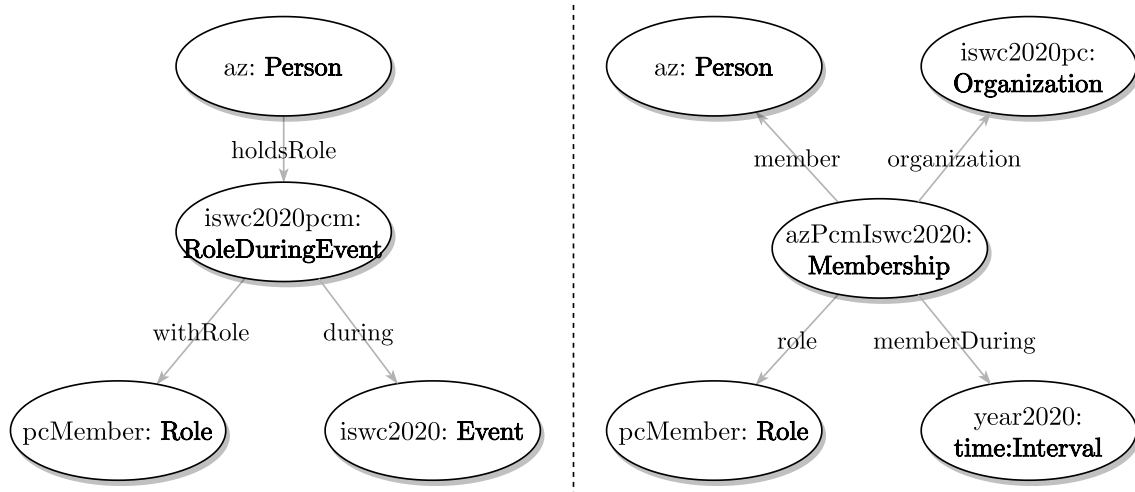 az: Person
holdsRole
iswc2020pcm:
RoleDuringEvent
withRole
during
pcMember: Role
iswc2020: Event
az: Person
iswc2020pc:
Organization
member
organization
azPcmIswc2020:
Membership
role
memberDuring
pcMember: Role
year2020:
time:Interval